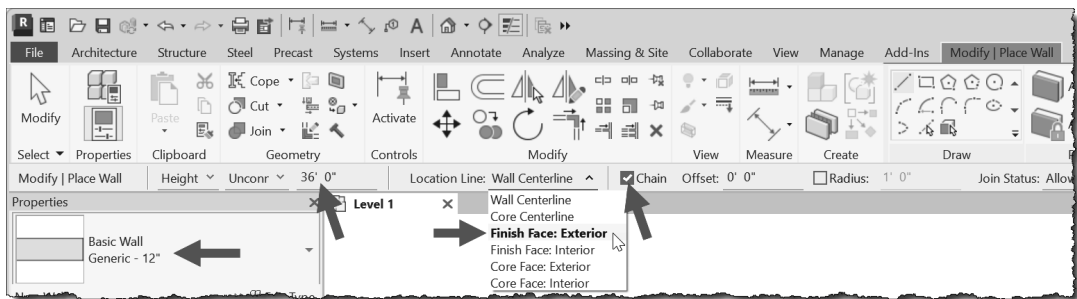 R
A
File Architecture Structure Steel Precast Systems Insert Annotate Analyze Massing & Site Collaborate View Manage Add-Ins Modify | Place Wall
Cope
Cut
Join
Modify
Paste
Activate
Select Properties Clipboard Geometry Controls Modify View Measure Create Draw
Modify | Place Wall Height Unconr 36' 0" Location Line: Wall Centerline Chain Offset: 0' 0" Radius: 1' 0" Join Status: Allow
Properties
Level 1
Basic Wall
Generic - 12"
Wall Centerline
Core Centerline
Finish Face: Exterior
Finish Face: Interior
Core Face: Exterior
Core Face: Interior